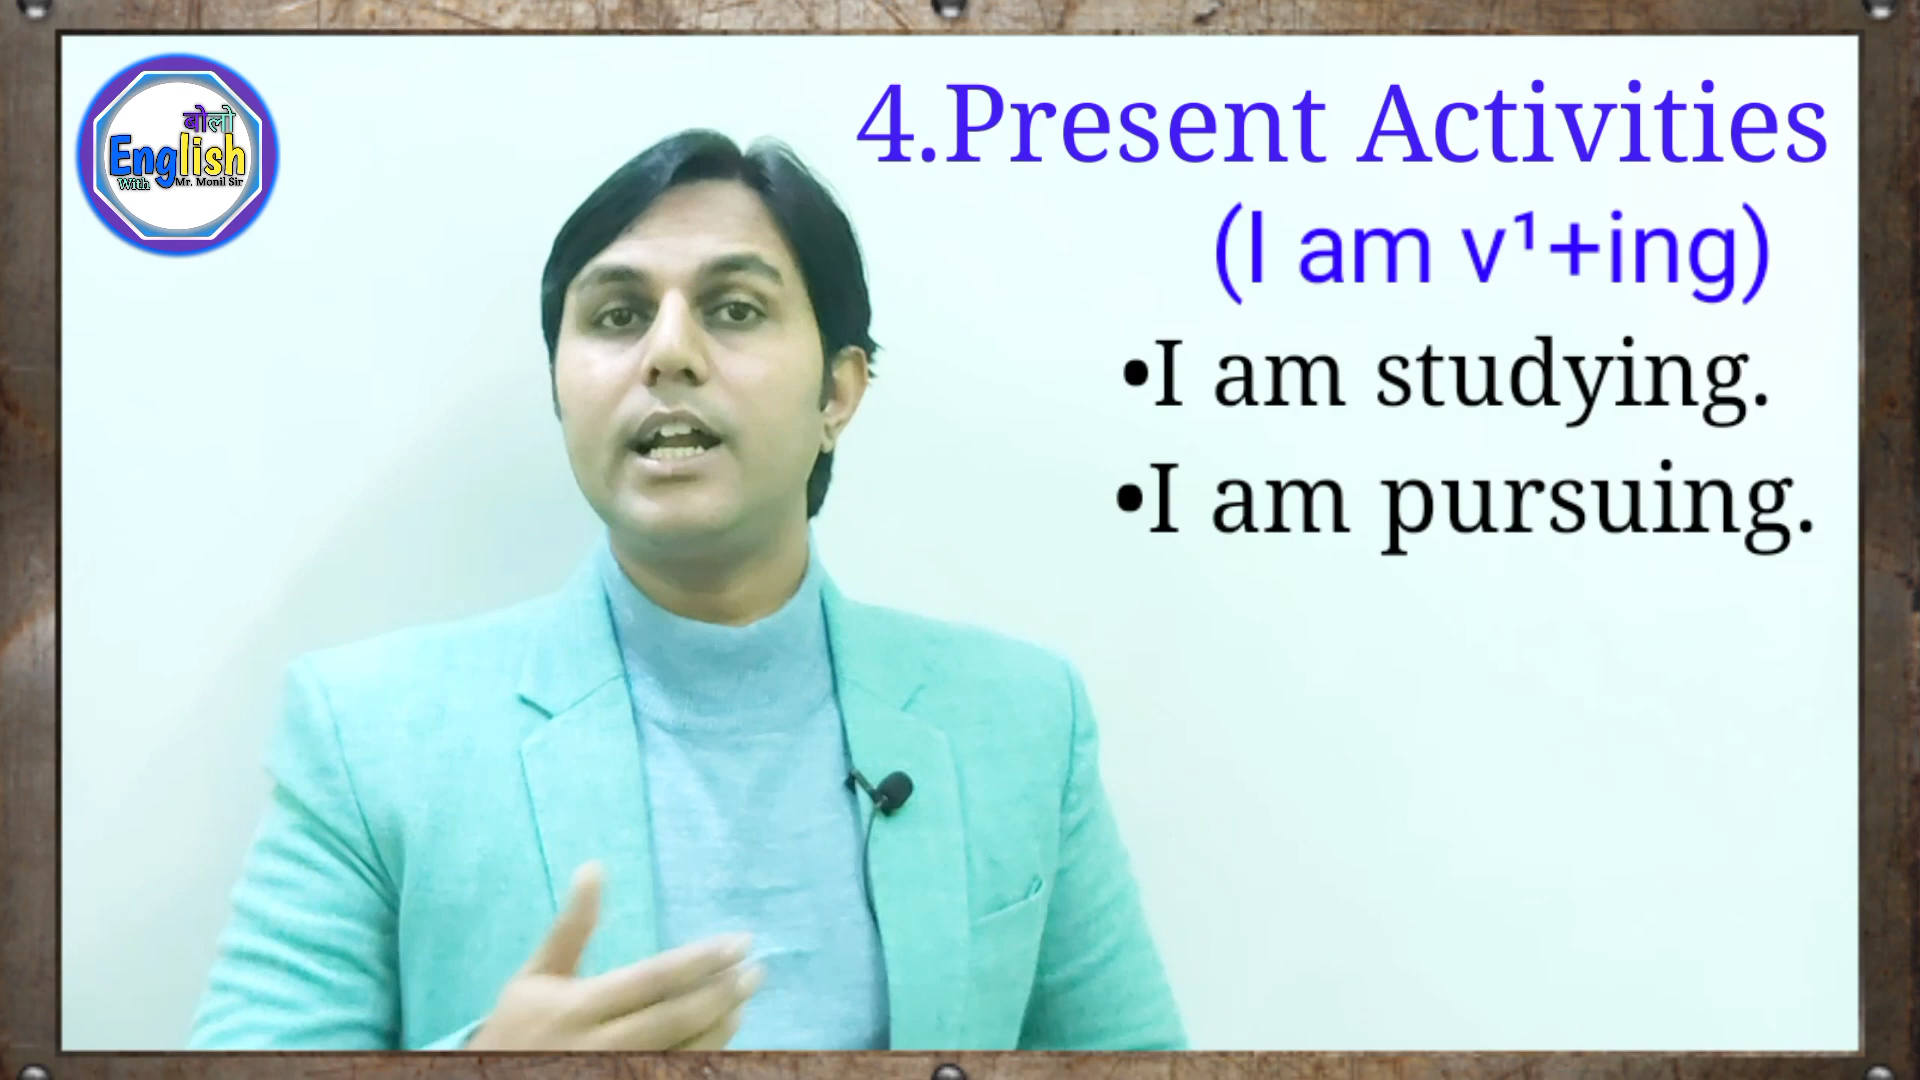 बोलो
English
With Mr. Monil Sir
4.Present Activities
(I am v¹+ing)
•I am studying.
•I am pursuing.